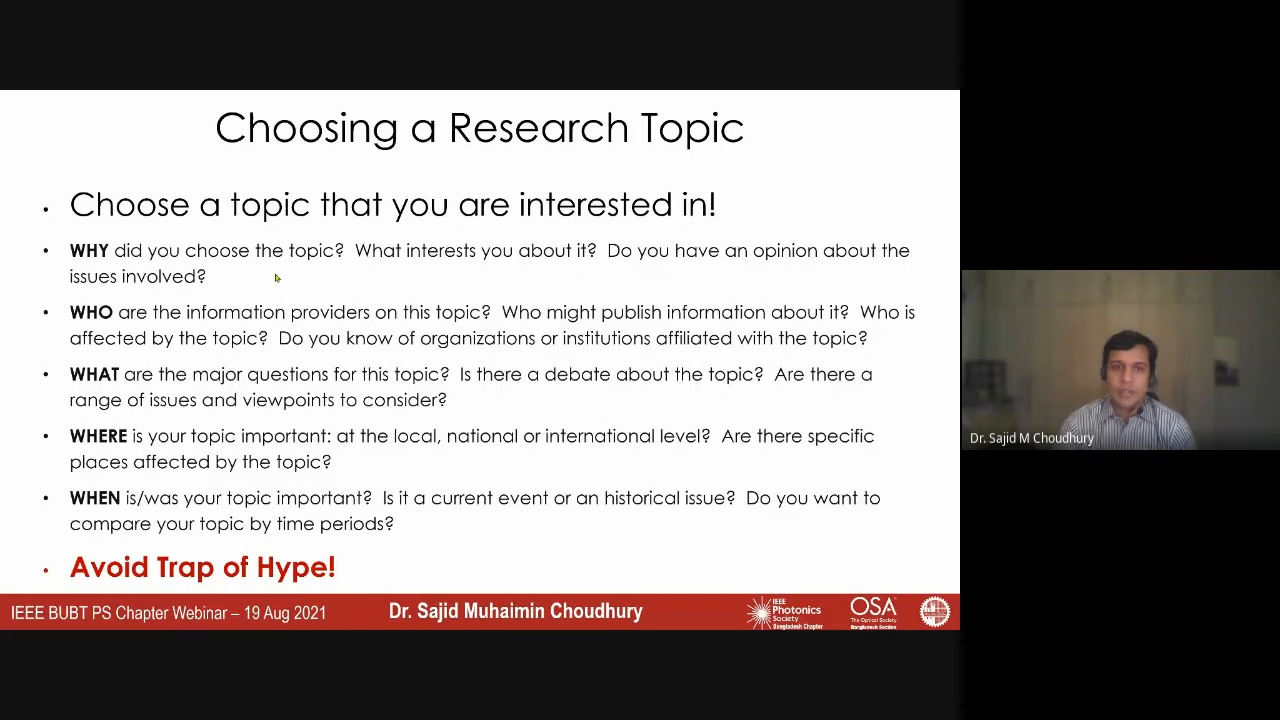 Choosing a Research Topic
• Choose a topic that you are interested in!
• WHY did you choose the topic? What interests you about it? Do you have an opinion about the
issues involved?
• WHO are the information providers on this topic? Who might publish information about it? Who is
affected by the topic? Do you know of organizations or institutions affiliated with the topic?
• WHAT are the major questions for this topic? Is there a debate about the topic? Are there a
range of issues and viewpoints to consider?
• WHERE is your topic important: at the local, national or international level? Are there specific
places affected by the topic?
• WHEN is/was your topic important? Is it a current event or an historical issue? Do you want to
compare your topic by time periods?
• Avoid Trap of Hype!
IEEE BUBT PS Chapter Webinar – 19 Aug 2021
Dr. Sajid Muhaimin Choudhury
IEEE
Photonics
Society
Bangladesh Chapter
OSA
The Optical Society
Bangladesh Section
Dr. Sajid M Choudhury